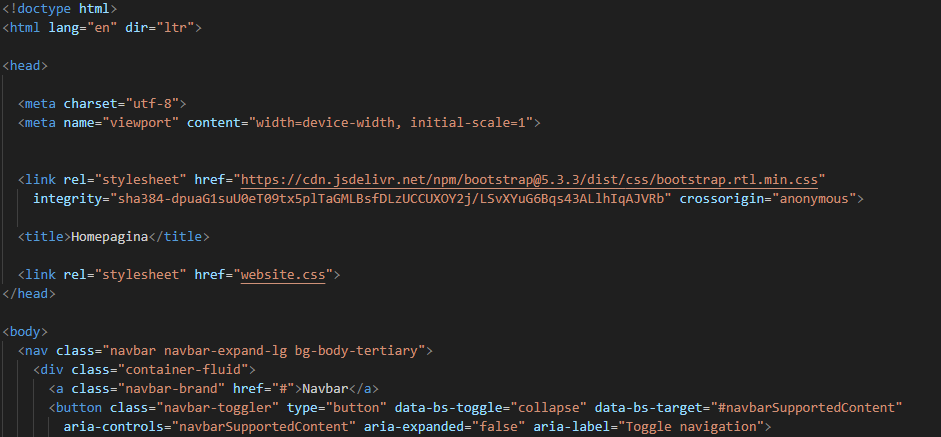 <!doctype html>
<html lang="en" dir="ltr">
<head>
<meta charset="utf-8">
<meta name="viewport" content="width=device-width, initial-scale=1">
<link rel="stylesheet" href="https://cdn.jsdelivr.net/npm/bootstrap@5.3.3/dist/css/bootstrap.rtl.min.css"
integrity="sha384-dpuaG1suU0eT09tx5plTaGMLBsfDLzUCCUXOY2j/LSvXYuG6Bqs43ALlhIqAJVRb" crossorigin="anonymous">
<title>Homepagina</title>
<link rel="stylesheet" href="website.css">
</head>
<body>
<nav class="navbar navbar-expand-lg bg-body-tertiary">
<div class="container-fluid">
<a class="navbar-brand" href="#">Navbar</a>
<button class="navbar-toggler" type="button" data-bs-toggle="collapse" data-bs-target="#navbarSupportedContent"
aria-controls="navbarSupportedContent" aria-expanded="false" aria-label="Toggle navigation">